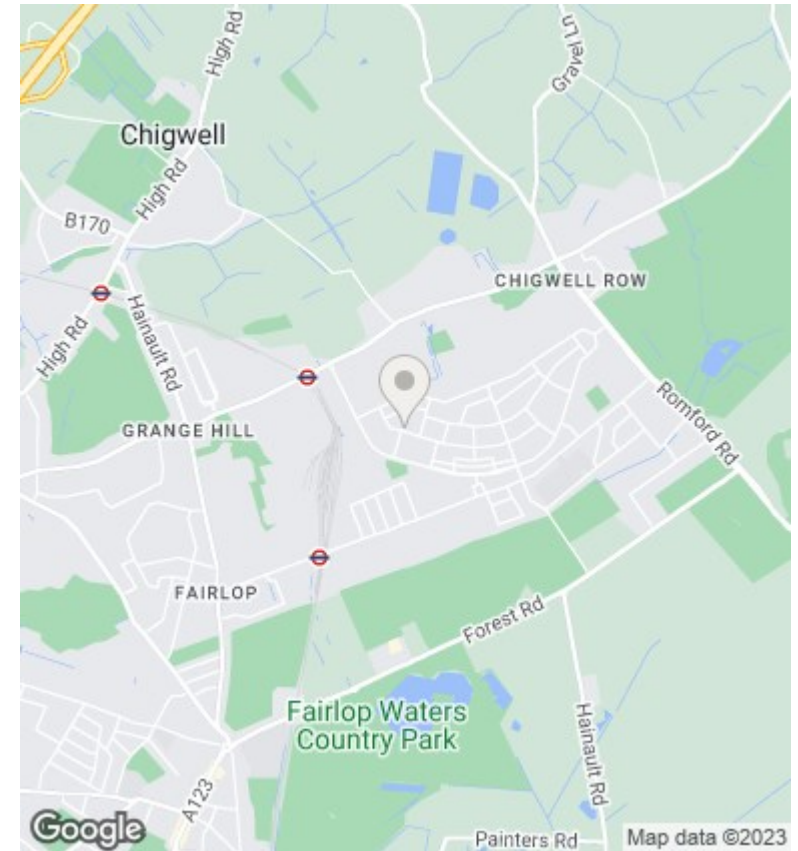 High Rd
Gravel Ln
Chigwell
High Rd
B170
CHIGWELL ROW
Hainault Rd
High Rd
Romford Rd
GRANGE HILL
FAIRLOP
Forest Rd
Fairlop Waters
Country Park
Hainault Rd
A123
Google
Painters Rd
Map data ©2023